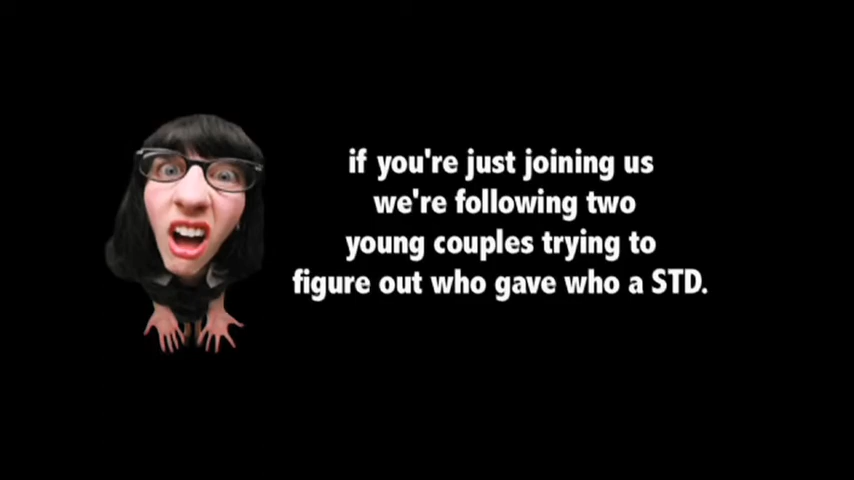 if you're just joining us
we're following two
young couples trying to
figure out who gave who a STD.